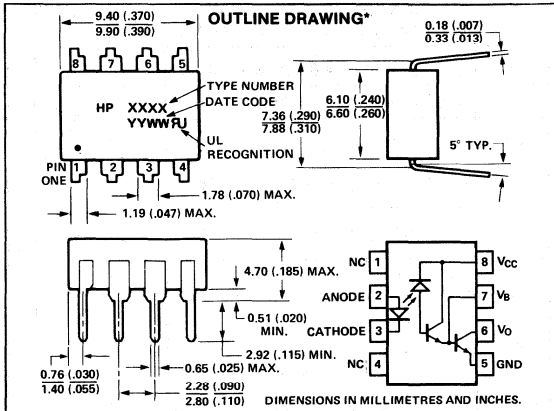 OUTLINE DRAWING*
9.40 (.370)
9.90 (.390)
8 7 6 5
HP XXXX
YYWW RU
TYPE NUMBER
DATE CODE
UL
RECOGNITION
PIN
ONE
1 2 3 4
1.78 (.070) MAX.
1.19 (.047) MAX.
0.18 (.007)
0.33 (.013)
7.36 (.290)
7.88 (.310)
6.10 (.240)
6.60 (.260)
5° TYP.
4.70 (.185) MAX.
0.51 (.020)
MIN.
2.92 (.115) MIN.
0.76 (.030)
1.40 (.055)
0.65 (.025) MAX.
2.28 (.090)
2.80 (.110)
NC 1
ANODE 2
CATHODE 3
NC 4
8 VCC
7 VB
6 VO
5 GND
DIMENSIONS IN MILLIMETRES AND INCHES.